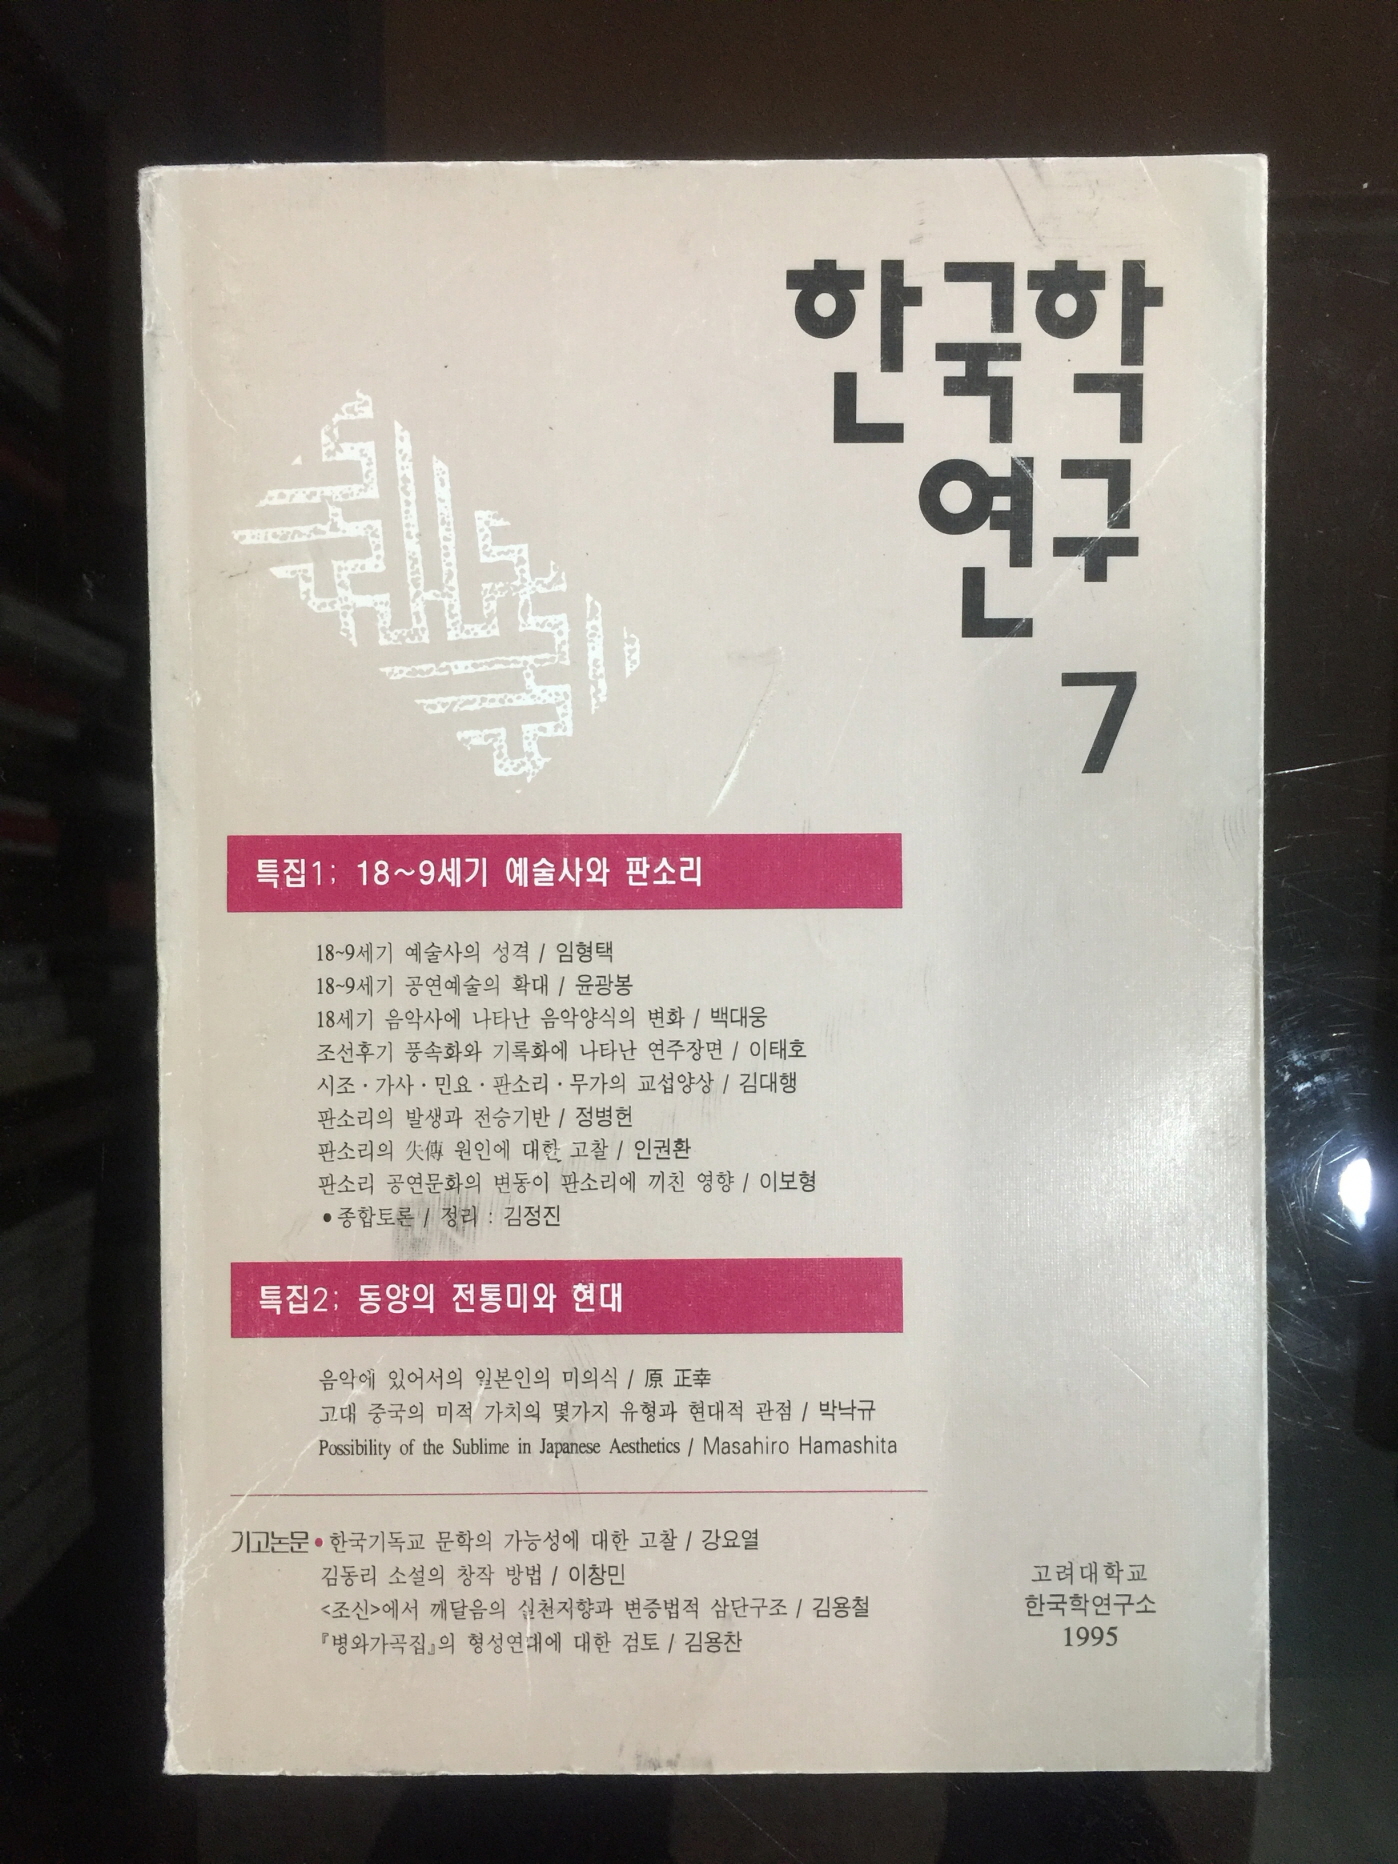 한국학
연구
7
특집1; 18~9세기 예술사와 판소리
18~9세기 예술사의 성격 / 임형택
18~9세기 공연예술의 확대 / 윤광봉
18세기 음악사에 나타난 음악양식의 변화 / 백대웅
조선후기 풍속화와 기록화에 나타난 연주장면 / 이태호
시조·가사·민요·판소리·무가의 교섭양상 / 김대행
판소리의 발생과 전승기반 / 정병헌
판소리의 失傳 원인에 대한 고찰 / 인권환
판소리 공연문화의 변동이 판소리에 끼친 영향 / 이보형
•종합토론 / 정리 : 김정진
특집2; 동양의 전통미와 현대
음악에 있어서의 일본인의 미의식 / 原 正幸
고대 중국의 미적 가치의 몇가지 유형과 현대적 관점 / 박낙규
Possibility of the Sublime in Japanese Aesthetics / Masahiro Hamashita
기고논문•한국기독교 문학의 가능성에 대한 고찰 / 강요열
김동리 소설의 창작 방법 / 이창민
<조신>에서 깨달음의 실천지향과 변증법적 삼단구조 / 김용철
『병와가곡집』의 형성연대에 대한 검토 / 김용찬
고려대학교
한국학연구소
1995